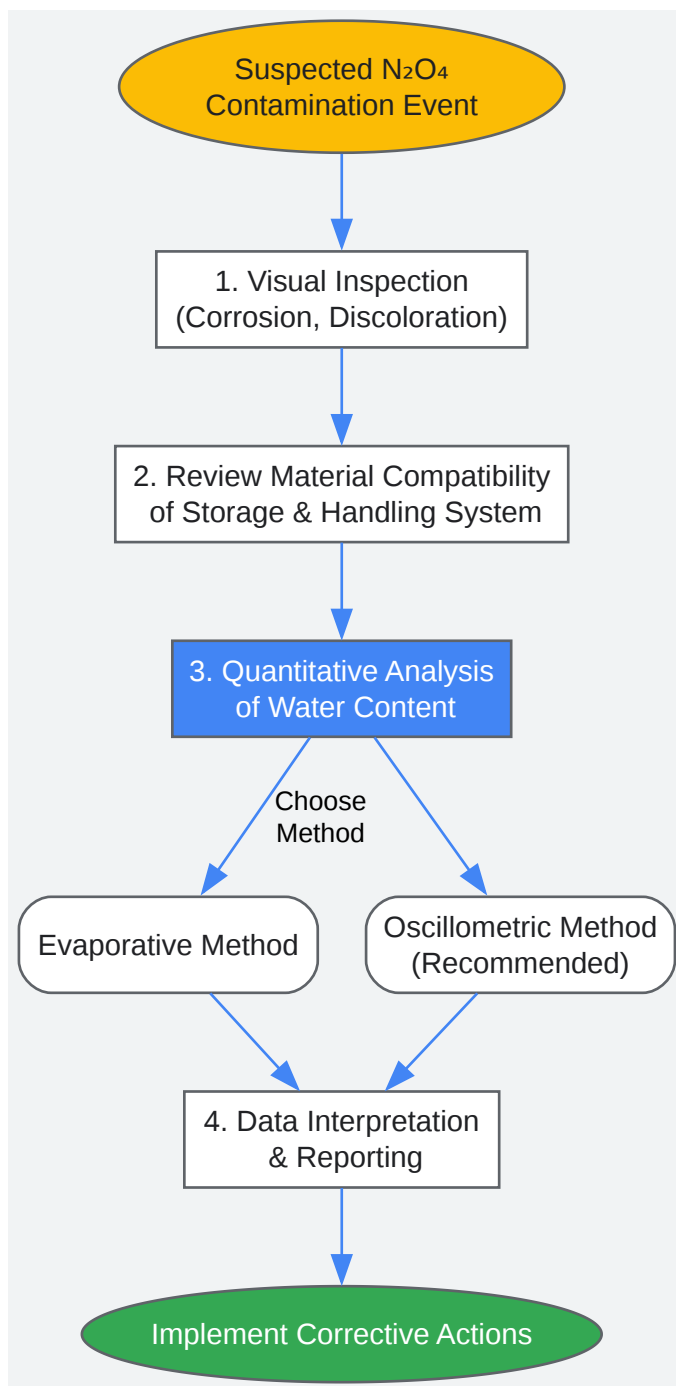 Suspected N₂O₄
Contamination Event
1. Visual Inspection
(Corrosion, Discoloration)
2. Review Material Compatibility
of Storage & Handling System
3. Quantitative Analysis
of Water Content
Choose
Method
Evaporative Method
Oscillometric Method
(Recommended)
4. Data Interpretation
& Reporting
Implement Corrective Actions